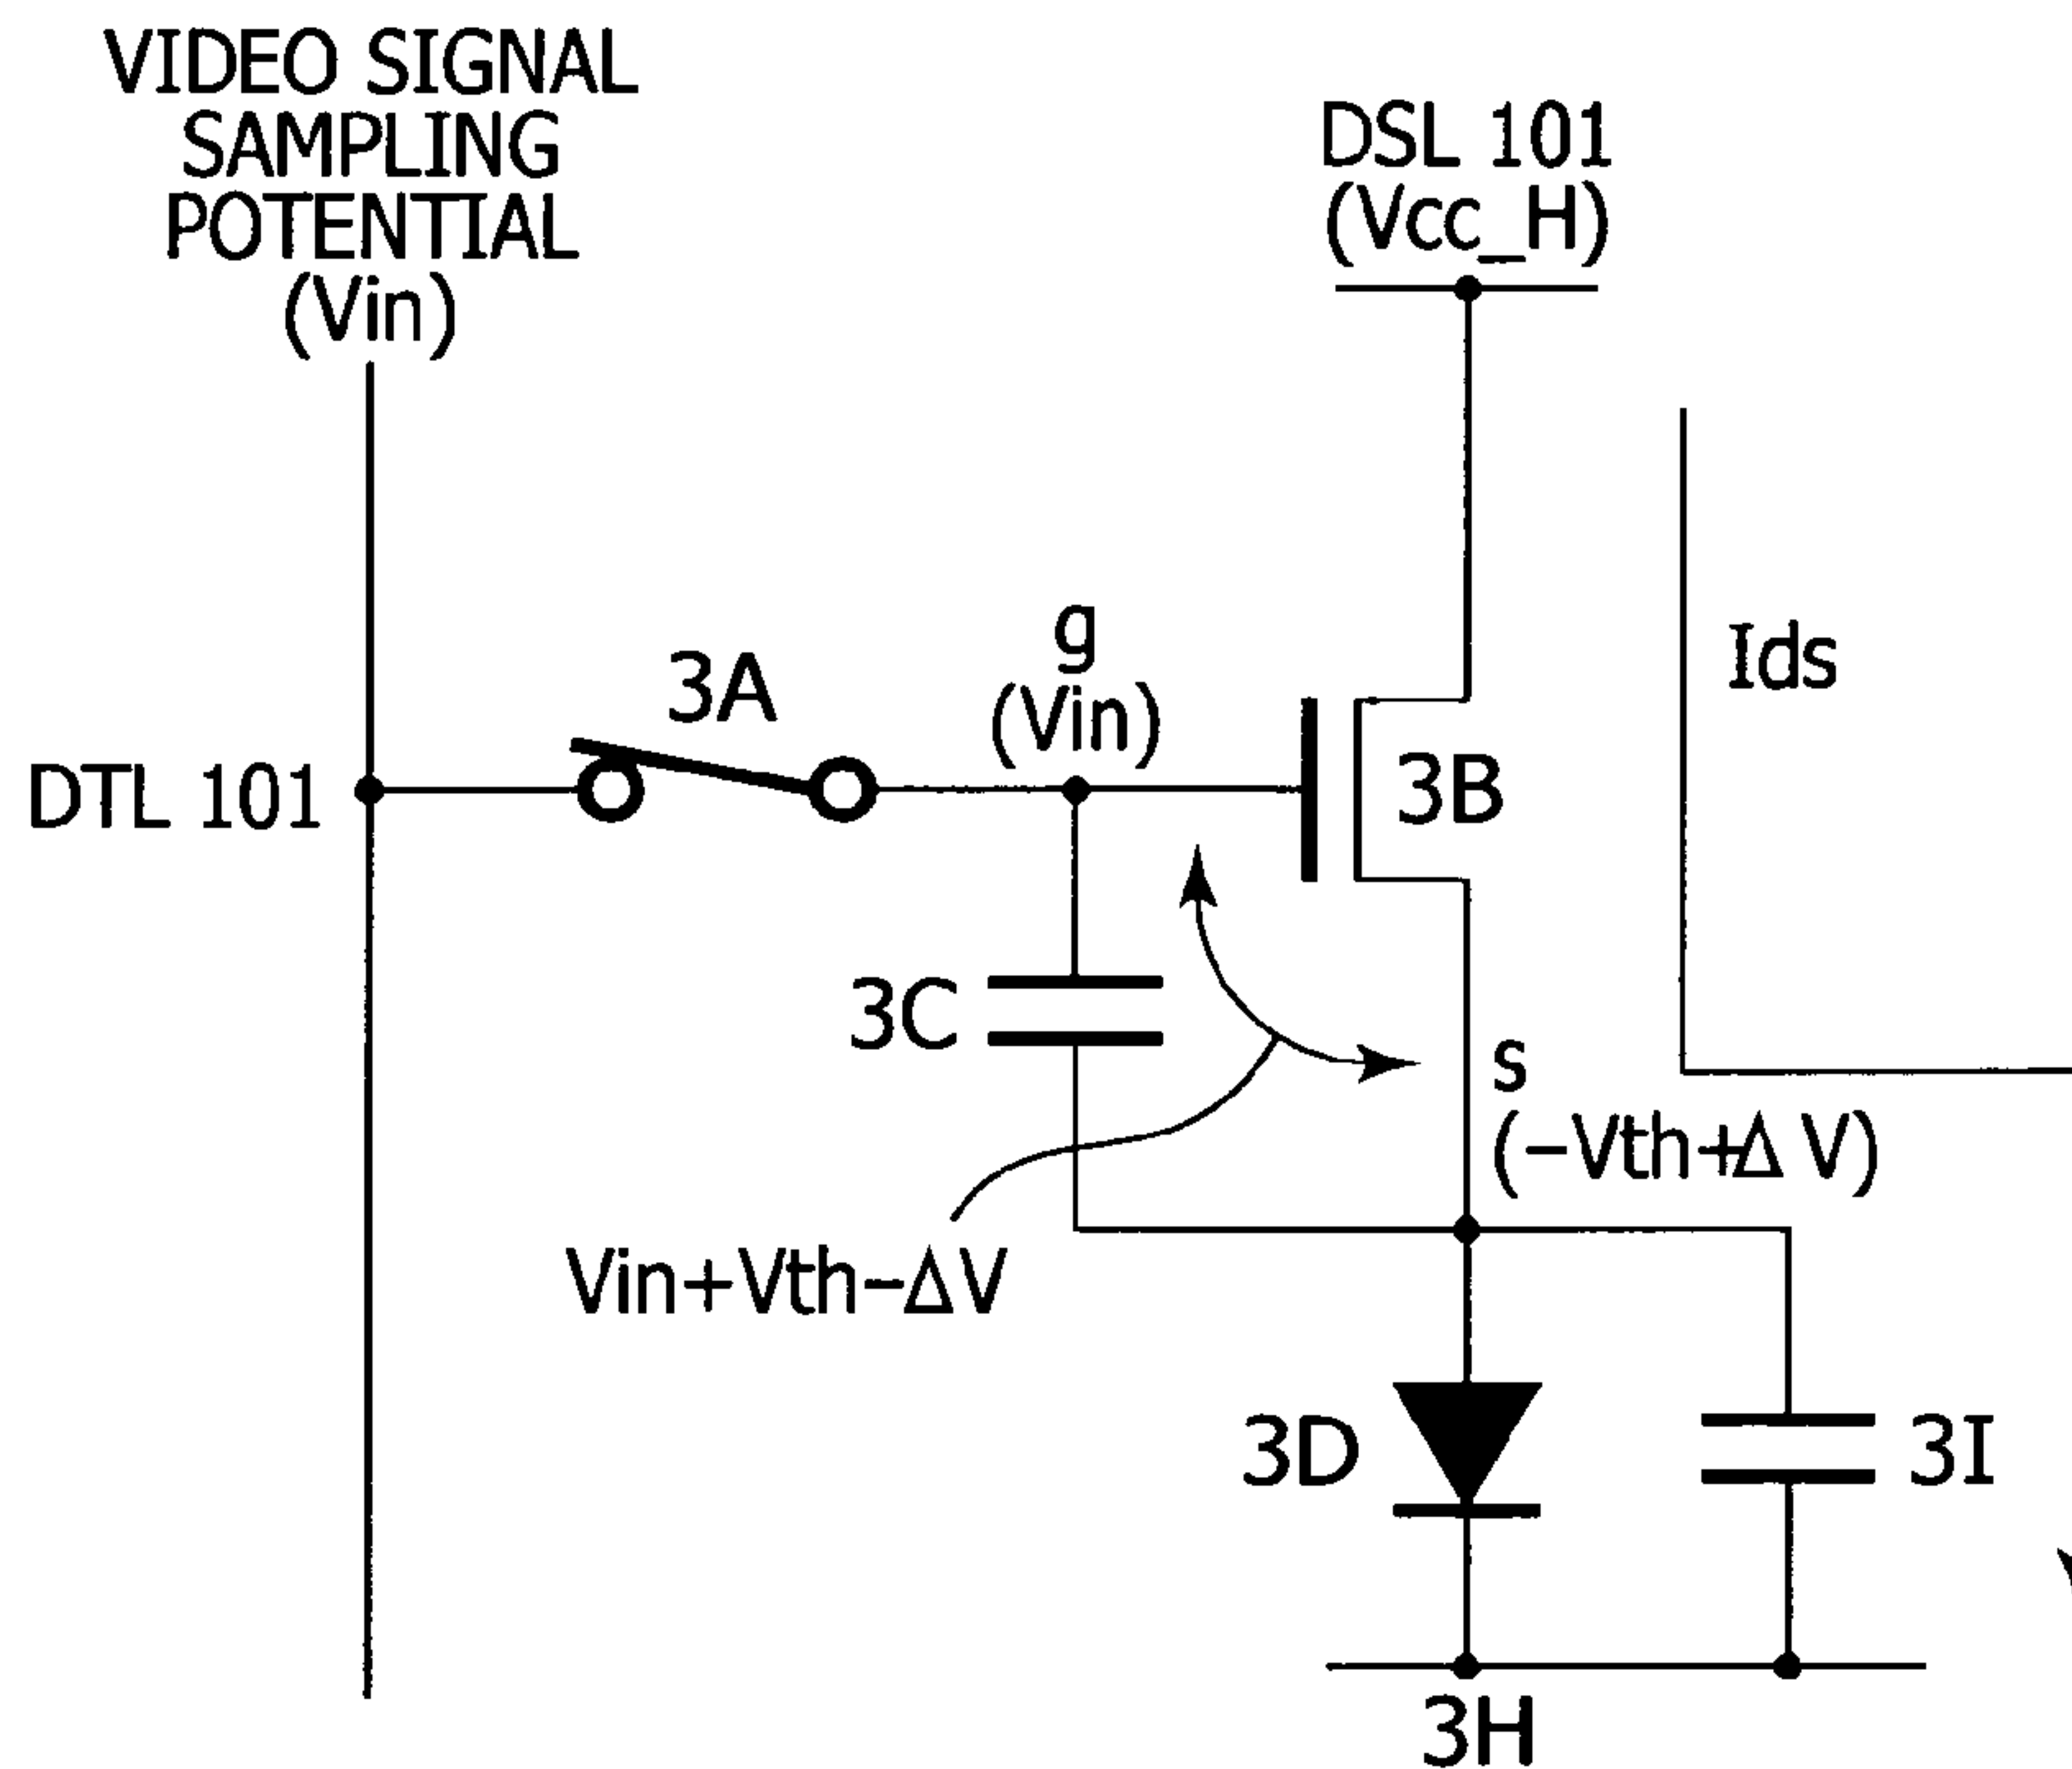 VIDEO SIGNAL
SAMPLING
POTENTIAL
(Vin)
DSL 101
(Vcc_H)
Ids
g
(Vin)
3A
DTL 101
3B
3C
s
(-Vth+Δ V)
Vin+Vth-ΔV
3D
3I
3H